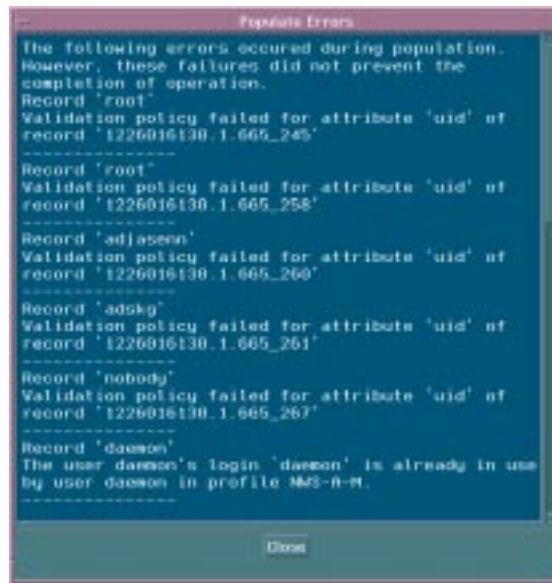 Populate Errors
The following errors occured during population.
However, these failures did not prevent the
completion of operation.
Record 'root'
Validation policy failed for attribute 'uid' of
record '1226016130.1.665_245'
---------------
Record 'root'
Validation policy failed for attribute 'uid' of
record '1226016130.1.665_258'
---------------
Record 'adjasenn'
Validation policy failed for attribute 'uid' of
record '1226016130.1.665_260'
---------------
Record 'adskg'
Validation policy failed for attribute 'uid' of
record '1226016130.1.665_261'
---------------
Record 'nobody'
Validation policy failed for attribute 'uid' of
record '1226016130.1.665_267'
---------------
Record 'daemon'
The user daemon's login 'daemon' is already in use
by user daemon in profile NWS-A-M.
---------------
Close